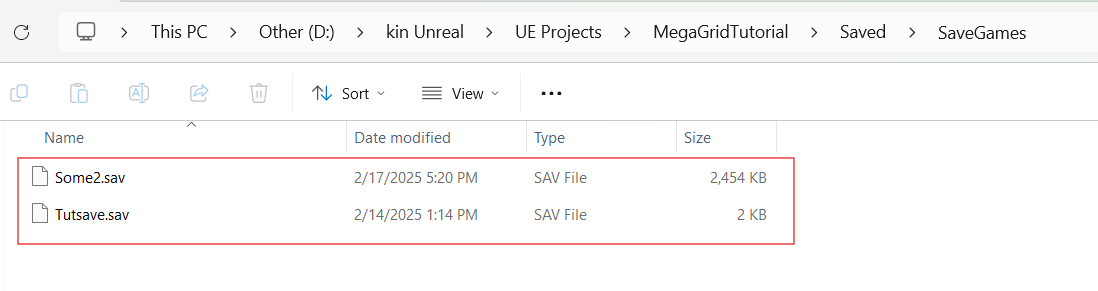 This PC > Other (D:) > kin Unreal > UE Projects > MegaGridTutorial > Saved > SaveGames
Sort View
Name Date modified Type Size
Some2.sav 2/17/2025 5:20 PM SAV File 2,454 KB
Tutsave.sav 2/14/2025 1:14 PM SAV File 2 KB